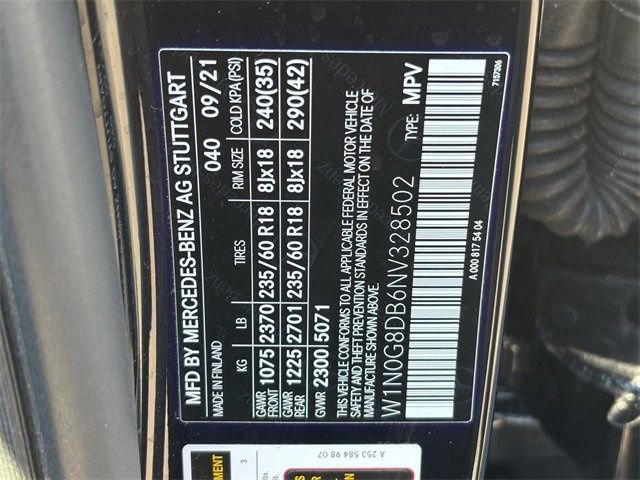 MFD BY MERCEDES-BENZ AG STUTTGART
MADE IN FINLAND 040 09/21
KG LB TIRES RIM SIZE COLD KPA(PSI)
GAWR FRONT 1075 2370 235/60 R18 8Jx18 240(35)
GAWR REAR 1225 2701 235/60 R18 8Jx18 290(42)
GVWR 2300 5071
THIS VEHICLE CONFORMS TO ALL APPLICABLE FEDERAL MOTOR VEHICLE
SAFETY AND THEFT PREVENTION STANDARDS IN EFFECT ON THE DATE OF
MANUFACTURE SHOWN ABOVE.
W1N0G8DB6NV328502 TYPE: MPV
A 000 817 54 04 7157306
A 253 584 98 07
3